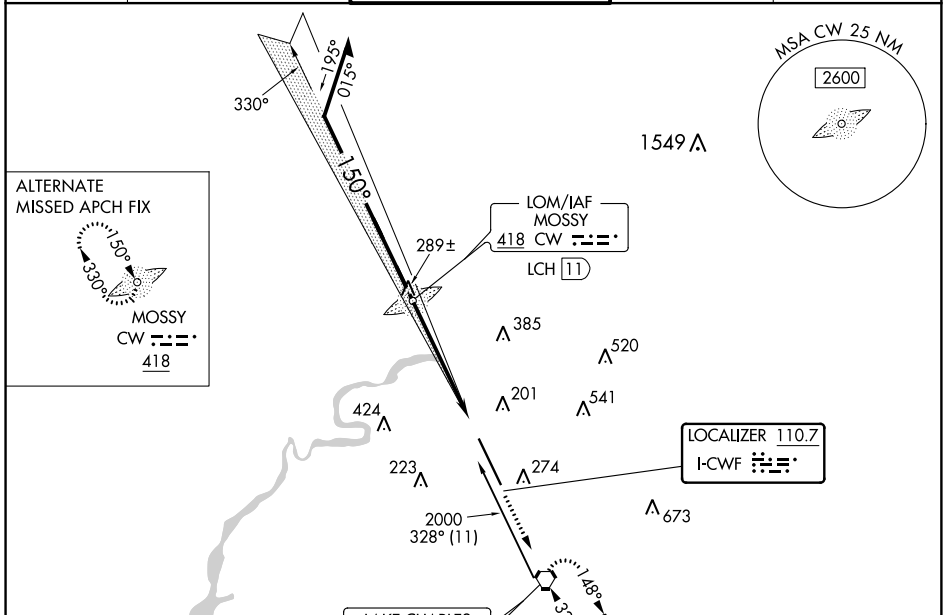 MSA CW 25 NM
2600
195°
015°
330°
1549
150°
ALTERNATE
MISSED APCH FIX
150°
330°
MOSSY
CW
418
LOM/IAF
MOSSY
418 CW
LCH 11
289±
385
520
201
541
424
LOCALIZER 110.7
I-CWF
223
274
673
2000
328° (11)
148°